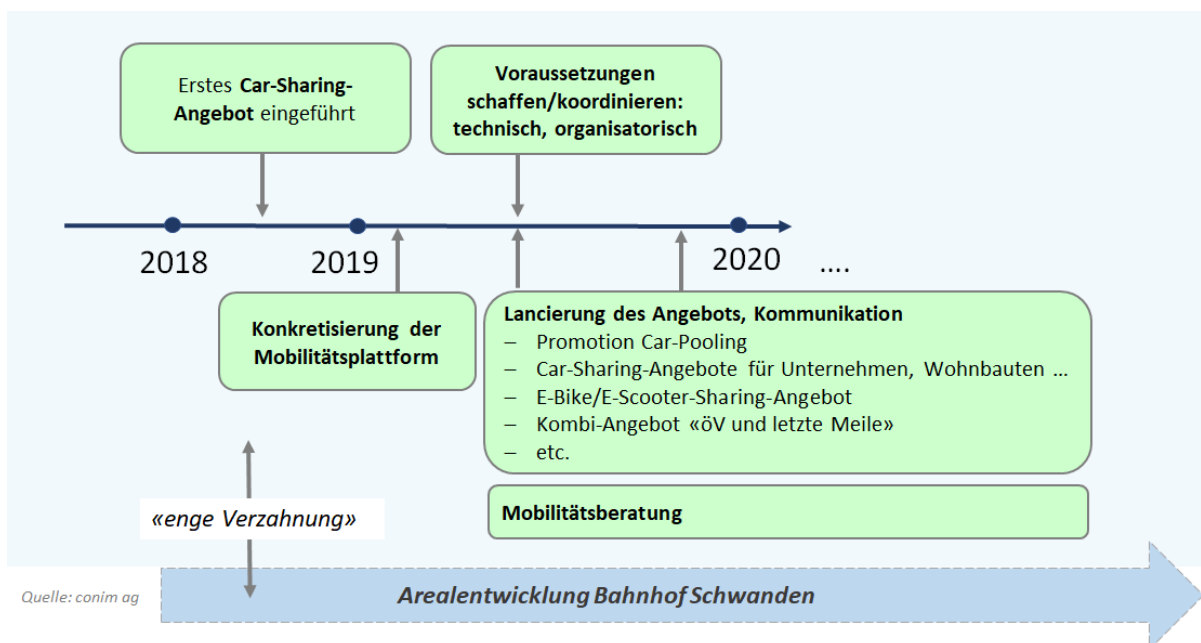 Erstes Car-Sharing-
Angebot eingeführt
Voraussetzungen
schaffen/koordinieren:
technisch, organisatorisch
2018
2019
2020
....
Konkretisierung der
Mobilitätsplattform
Lancierung des Angebots, Kommunikation
– Promotion Car-Pooling
– Car-Sharing-Angebote für Unternehmen, Wohnbauten ...
– E-Bike/E-Scooter-Sharing-Angebot
– Kombi-Angebot «öV und letzte Meile»
– etc.
«enge Verzahnung»
Mobilitätsberatung
Quelle: conim ag
Arealentwicklung Bahnhof Schwanden